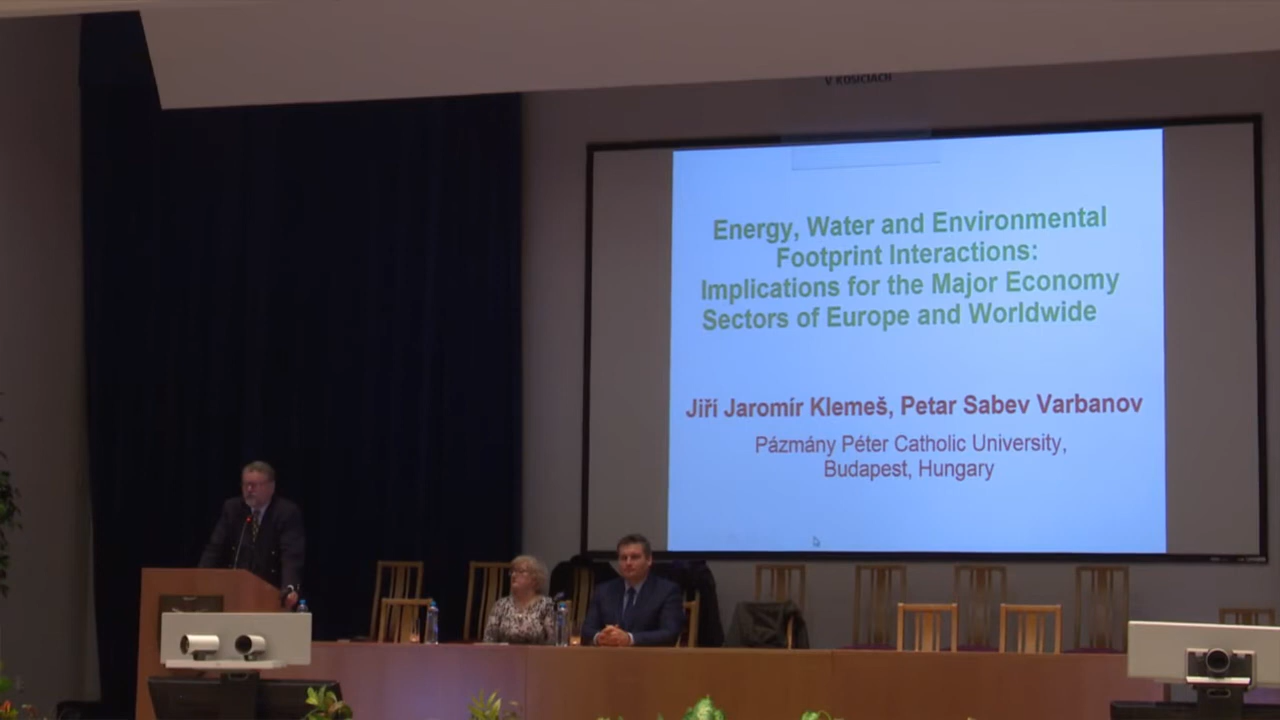 V KOŠICIACH
Energy, Water and Environmental
Footprint Interactions:
Implications for the Major Economy
Sectors of Europe and Worldwide
Jiří Jaromír Klemeš, Petar Sabev Varbanov
Pázmány Péter Catholic University,
Budapest, Hungary